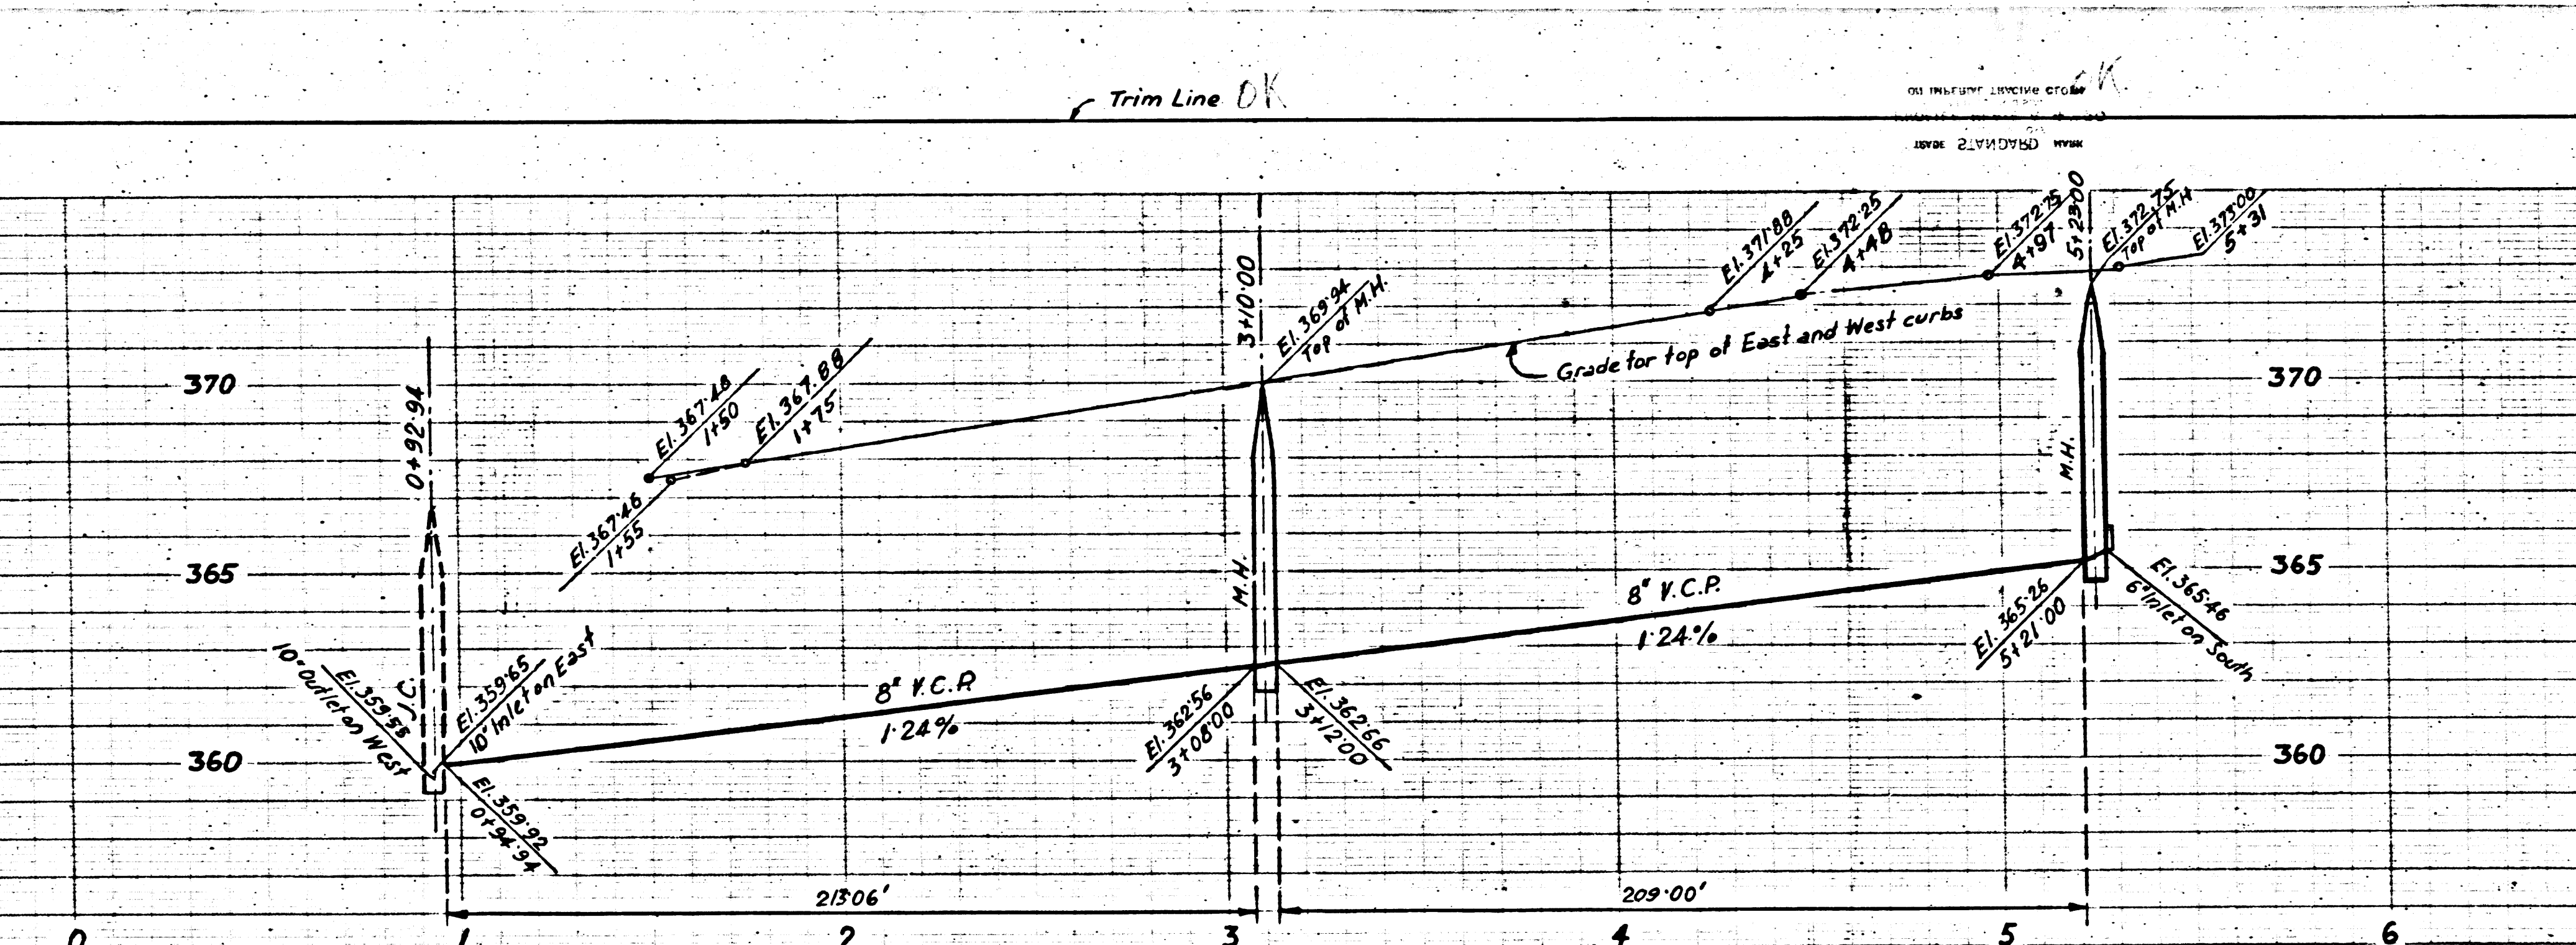 Trim Line OK
OK
ON IMPERIAL TRACING CLOTH
TRADE STANDARD MARK
0+92·94
El. 367·48
1+50
El. 367·88
1+75
El. 367·46
1+55
3+10·00
El. 369·94
Top of M.H.
El. 371·88
4+25
El. 372·25
4+48
El. 372·75
4+97
5+23·00
El. 372.75
Top of M.H
El. 373·00
5+31
Grade for top of East and West curbs
370
370
365
365
360
360
J.C.
M.H.
M.H.
El. 359·55
10" Outlet on West
El. 359·65
10" Inlet on East
El. 359·92
0+94·94
8" V.C.P.
1·24%
El. 362·56
3+08·00
El. 362·66
3+12·00
8" V.C.P.
1·24%
El. 365·26
5+21·00
El. 365·46
6" Inlet on South
213·06'
209·00'
0
1
2
3
4
5
6